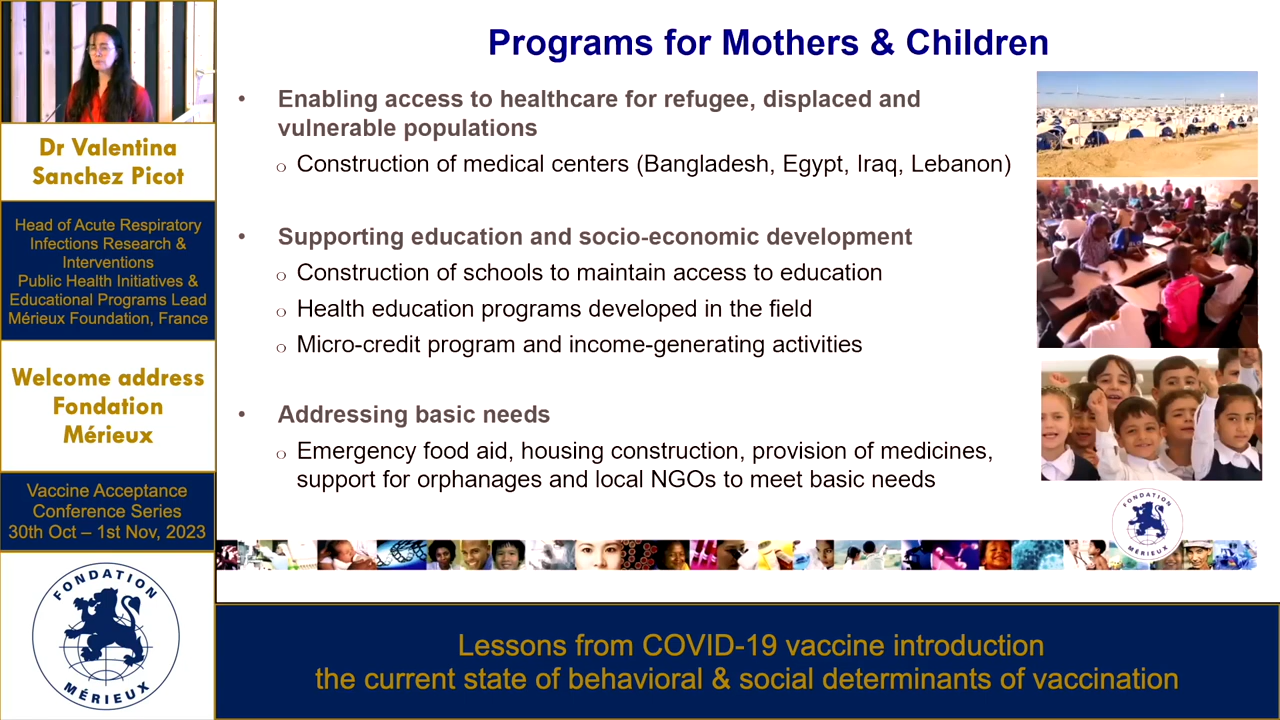 Dr Valentina
Sanchez Picot
Head of Acute Respiratory
Infections Research &
Interventions
Public Health Initiatives &
Educational Programs Lead
Mérieux Foundation, France
Welcome address
Fondation
Mérieux
Vaccine Acceptance
Conference Series
30th Oct – 1st Nov, 2023
FONDATION
MÉRIEUX
Programs for Mothers & Children
• Enabling access to healthcare for refugee, displaced and
vulnerable populations
o Construction of medical centers (Bangladesh, Egypt, Iraq, Lebanon)
• Supporting education and socio-economic development
o Construction of schools to maintain access to education
o Health education programs developed in the field
o Micro-credit program and income-generating activities
• Addressing basic needs
o Emergency food aid, housing construction, provision of medicines,
support for orphanages and local NGOs to meet basic needs
FONDATION
MÉRIEUX
Lessons from COVID-19 vaccine introduction
the current state of behavioral & social determinants of vaccination